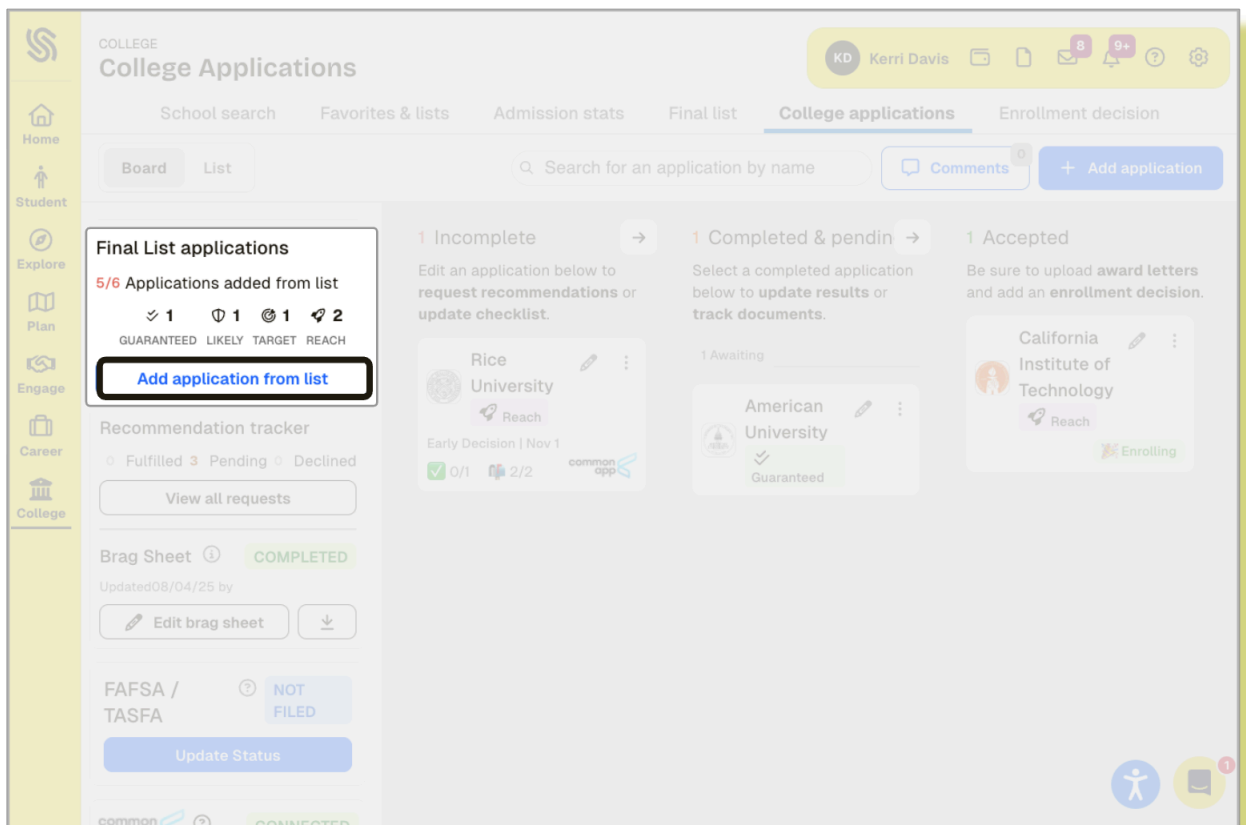 COLLEGE
College Applications
KD Kerri Davis 8 9+
School search Favorites & lists Admission stats Final list College applications Enrollment decision
Home
Student
Explore
Plan
Engage
Career
College
Board List
Search for an application by name
Comments 0
+ Add application
Final List applications
5/6 Applications added from list
1 1 1 2
GUARANTEED LIKELY TARGET REACH
Add application from list
Recommendation tracker
0 Fulfilled 3 Pending 0 Declined
View all requests
Brag Sheet COMPLETED
Updated08/04/25 by
Edit brag sheet
FAFSA /
TASFA
NOT
FILED
Update Status
common
CONNECTED
1 Incomplete
Edit an application below to
request recommendations or
update checklist.
Rice
University
Reach
Early Decision | Nov 1
0/1 2/2 common
app
1 Completed & pendin
Select a completed application
below to update results or
track documents.
1 Awaiting
American
University
Guaranteed
1 Accepted
Be sure to upload award letters
and add an enrollment decision.
California
Institute of
Technology
Reach
Enrolling
1